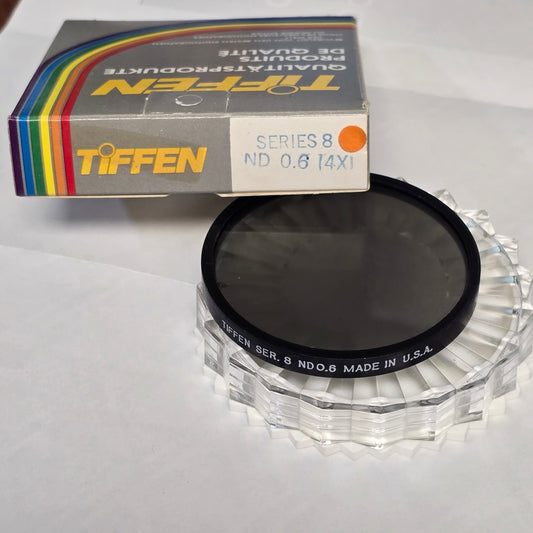 QUALITÄTSPRODUKTE
PRODUITS
DE QUALITÉ
TIFFEN
TIFFEN
SERIES 8
ND 0.6 (4X)
TIFFEN SER. 8 ND 0.6 MADE IN U.S.A.